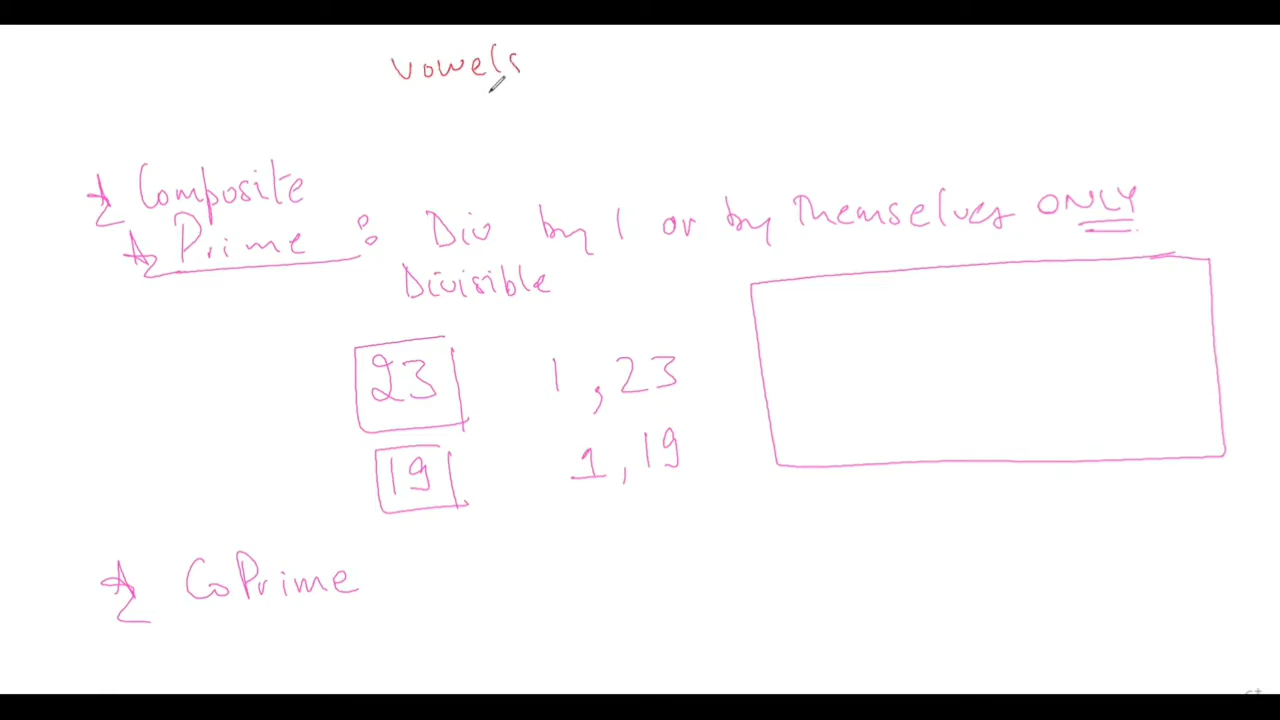 vowels
Composite
Prime : Div by 1 or by Themselves ONLY
Divisible
23 1 , 23
19 1 , 19
CoPrime